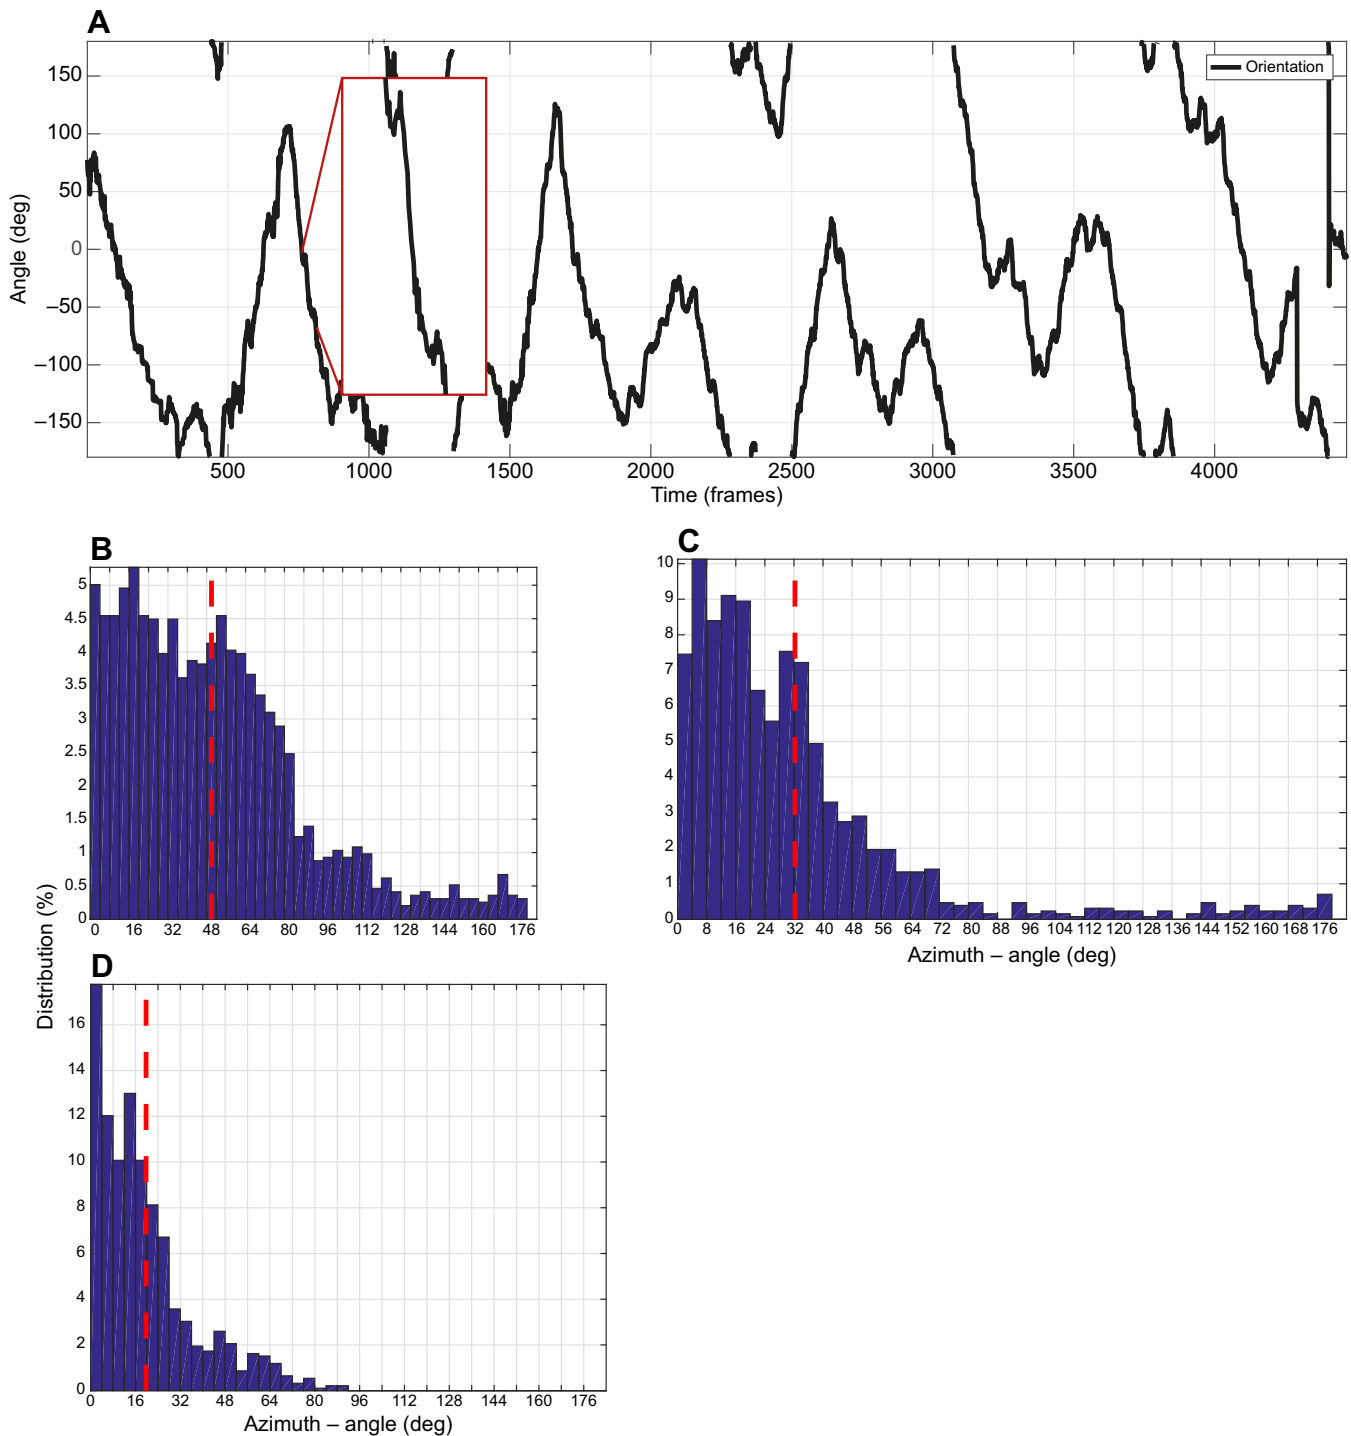 A
Orientation
150
100
50
0
−50
−100
−150
Angle (deg)
500 1000 1500 2000 2500 3000 3500 4000
Time (frames)
B
5
4.5
4
3.5
3
2.5
2
1.5
1
0.5
0
0 16 32 48 64 80 96 112 128 144 160 176
C
10
9
8
7
6
5
4
3
2
1
0
0 8 16 24 32 40 48 56 64 72 80 88 96 104 112 120 128 136 144 152 160 168 176
Azimuth – angle (deg)
Distribution (%)
D
16
14
12
10
8
6
4
2
0
0 16 32 48 64 80 96 112 128 144 160 176
Azimuth – angle (deg)